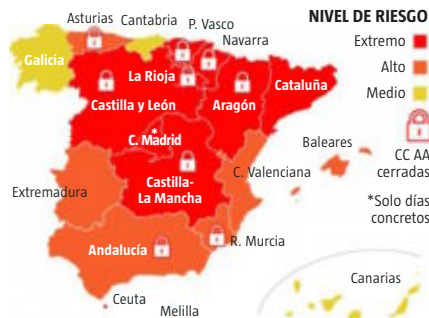 Asturias
Cantabria
P. Vasco
Navarra
NIVEL DE RIESGO
Extremo
Alto
Medio
Galicia
La Rioja
Castilla y León
Aragón
Cataluña
*
C. Madrid
Baleares
CC AA
cerradas
*Solo días
concretos
C. Valenciana
Castilla-
La Mancha
Extremadura
Andalucía
R. Murcia
Canarias
Ceuta
Melilla